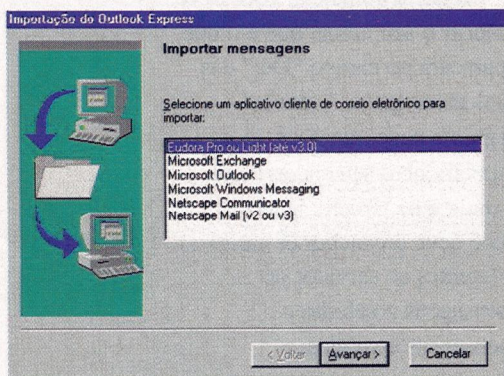 Importação do Outlook Express
Importar mensagens
Selecione um aplicativo cliente de correio eletrônico para
importar:
Eudora Pro ou Light (até v3.0)
Microsoft Exchange
Microsoft Outlook
Microsoft Windows Messaging
Netscape Communicator
Netscape Mail (v2 ou v3)
< Voltar
Avançar >
Cancelar